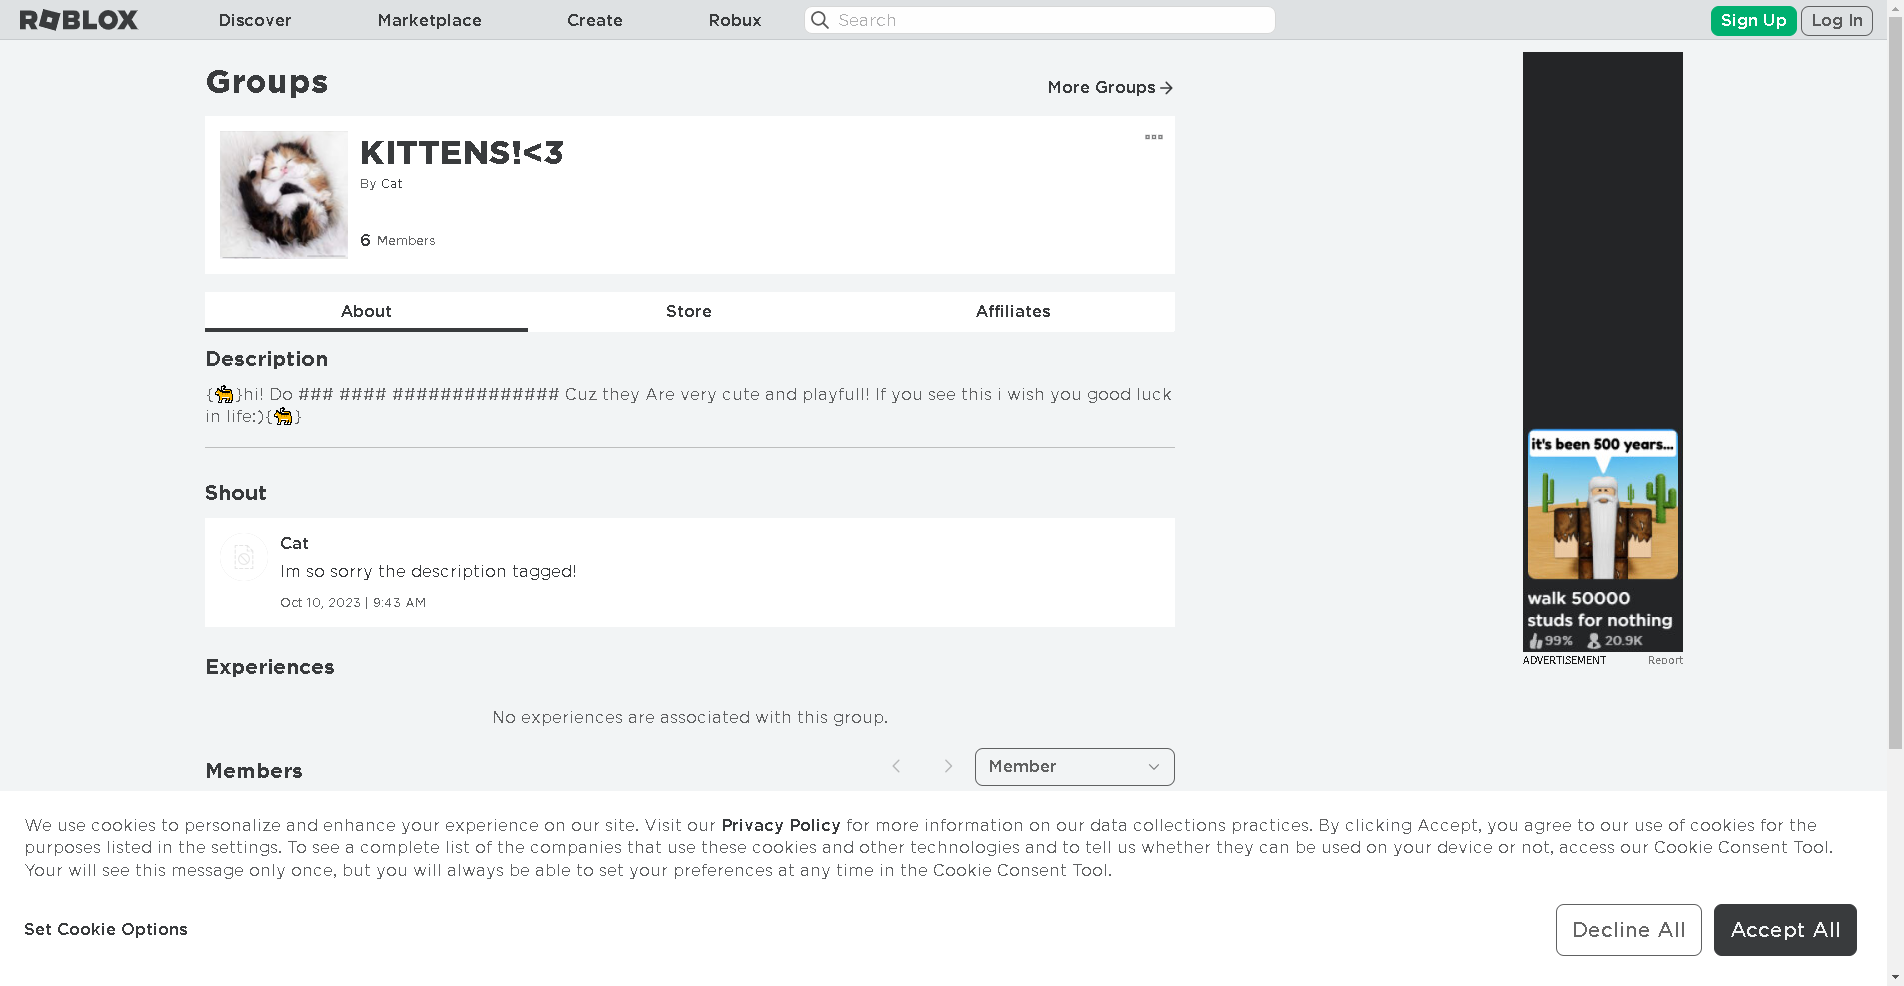 ROBLOX Discover Marketplace Create Robux Search Sign Up Log In
Groups
More Groups
KITTENS!<3
By Cat
6 Members
About Store Affiliates
Description
{🐈}hi! Do ### #### ############## Cuz they Are very cute and playfull! If you see this i wish you good luck
in life:){🐈}
Shout
Cat
Im so sorry the description tagged!
Oct 10, 2023 | 9:43 AM
Experiences
No experiences are associated with this group.
Members
Member
it's been 500 years...
walk 50000
studs for nothing
99% 20.9K
ADVERTISEMENT Report
We use cookies to personalize and enhance your experience on our site. Visit our Privacy Policy for more information on our data collections practices. By clicking Accept, you agree to our use of cookies for the
purposes listed in the settings. To see a complete list of the companies that use these cookies and other technologies and to tell us whether they can be used on your device or not, access our Cookie Consent Tool.
Your will see this message only once, but you will always be able to set your preferences at any time in the Cookie Consent Tool.
Set Cookie Options
Decline All Accept All